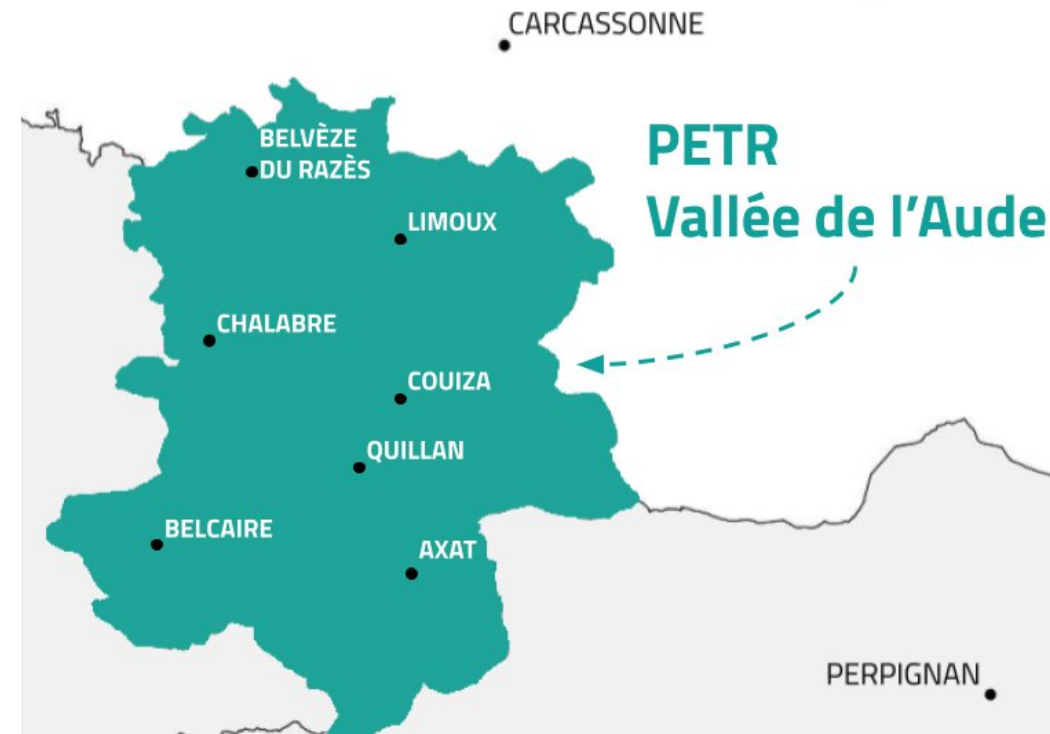 CARCASSONNE
PETR
Vallée de l'Aude
BELVÈZE
DU RAZÈS
LIMOUX
CHALABRE
COUIZA
QUILLAN
BELCAIRE
AXAT
PERPIGNAN